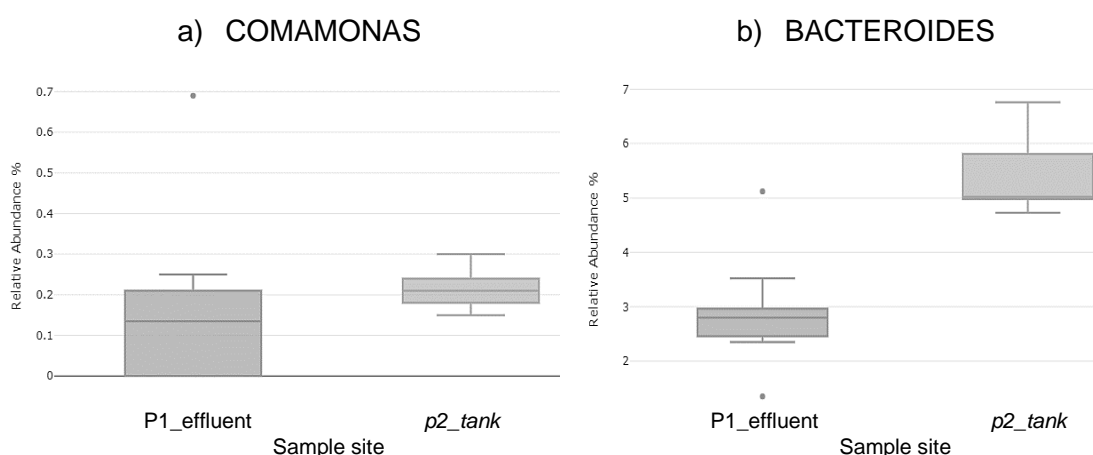 a) COMAMONAS
Relative Abundance %
0.7
0.6
0.5
0.4
0.3
0.2
0.1
0
P1_effluent
p2_tank
Sample site
b) BACTEROIDES
Relative Abundance %
7
6
5
4
3
2
P1_effluent
p2_tank
Sample site